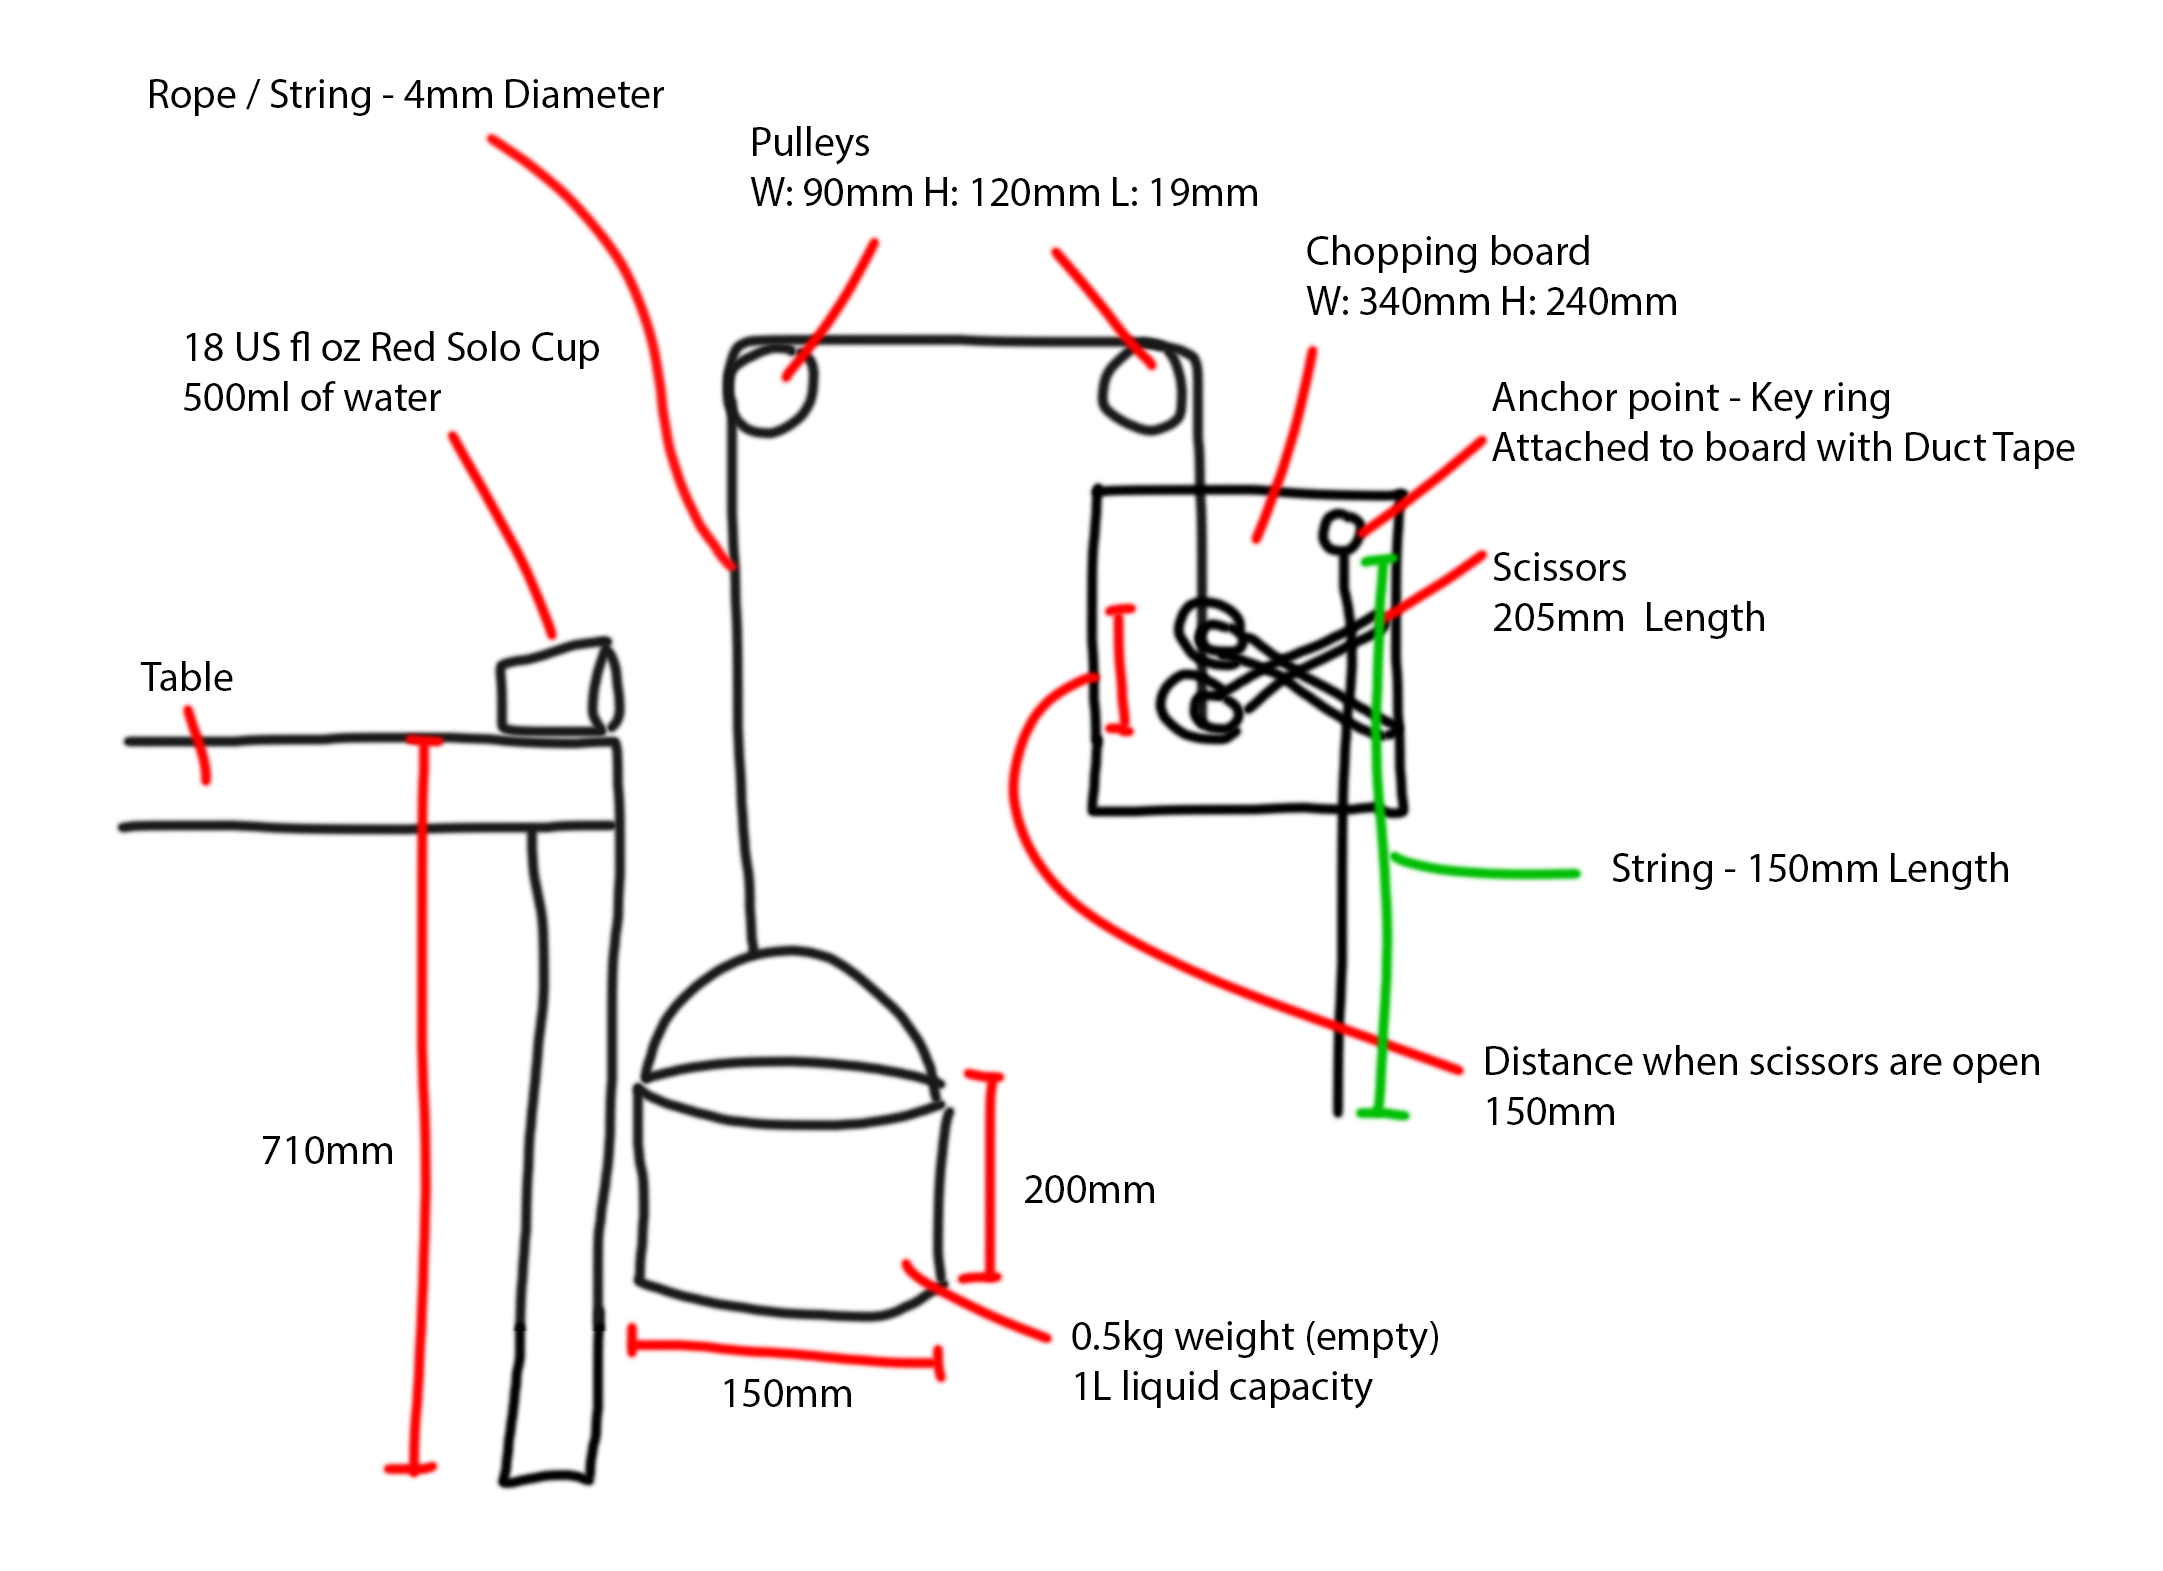 Rope / String - 4mm Diameter
Pulleys
W: 90mm H: 120mm L: 19mm
Chopping board
W: 340mm H: 240mm
18 US fl oz Red Solo Cup
500ml of water
Anchor point - Key ring
Attached to board with Duct Tape
Scissors
205mm  Length
Table
String - 150mm Length
Distance when scissors are open
150mm
710mm
200mm
0.5kg weight (empty)
1L liquid capacity
150mm